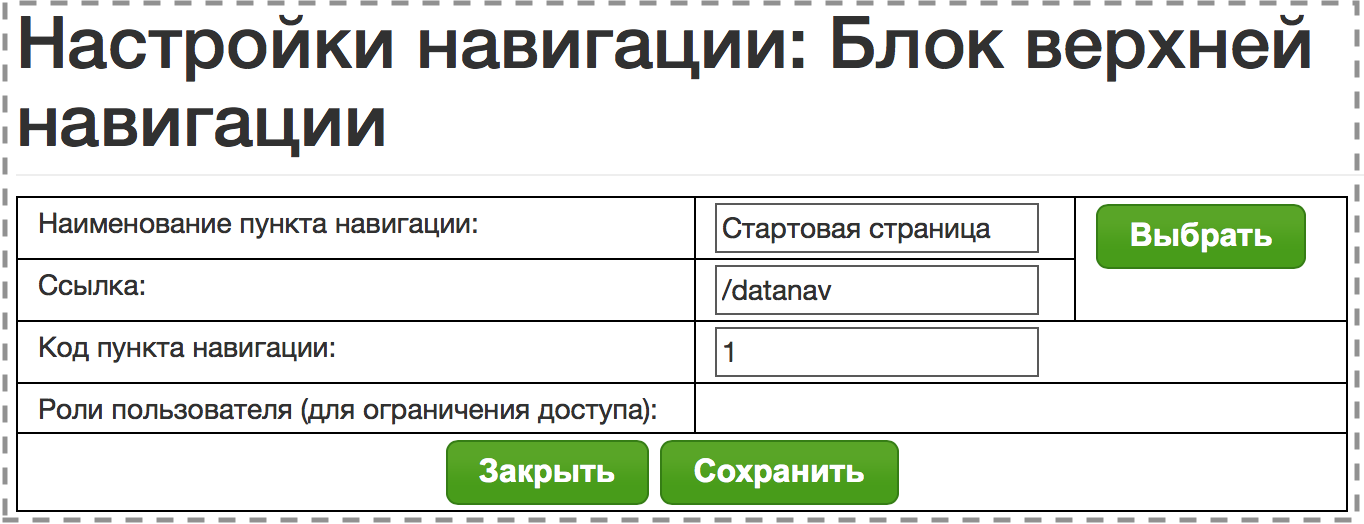 Настройки навигации: Блок верхней
навигации
Наименование пункта навигации:
Стартовая страница
Выбрать
Ссылка:
/datanav
Код пункта навигации:
1
Роли пользователя (для ограничения доступа):
Закрыть
Сохранить